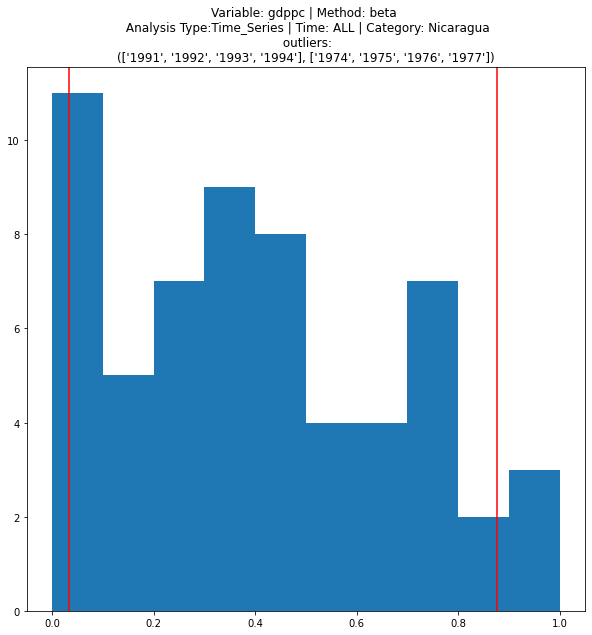 Variable: gdppc | Method: beta
Analysis Type:Time_Series | Time: ALL | Category: Nicaragua
outliers:
(['1991', '1992', '1993', '1994'], ['1974', '1975', '1976', '1977'])
10
8
6
4
2
0
0.0 0.2 0.4 0.6 0.8 1.0